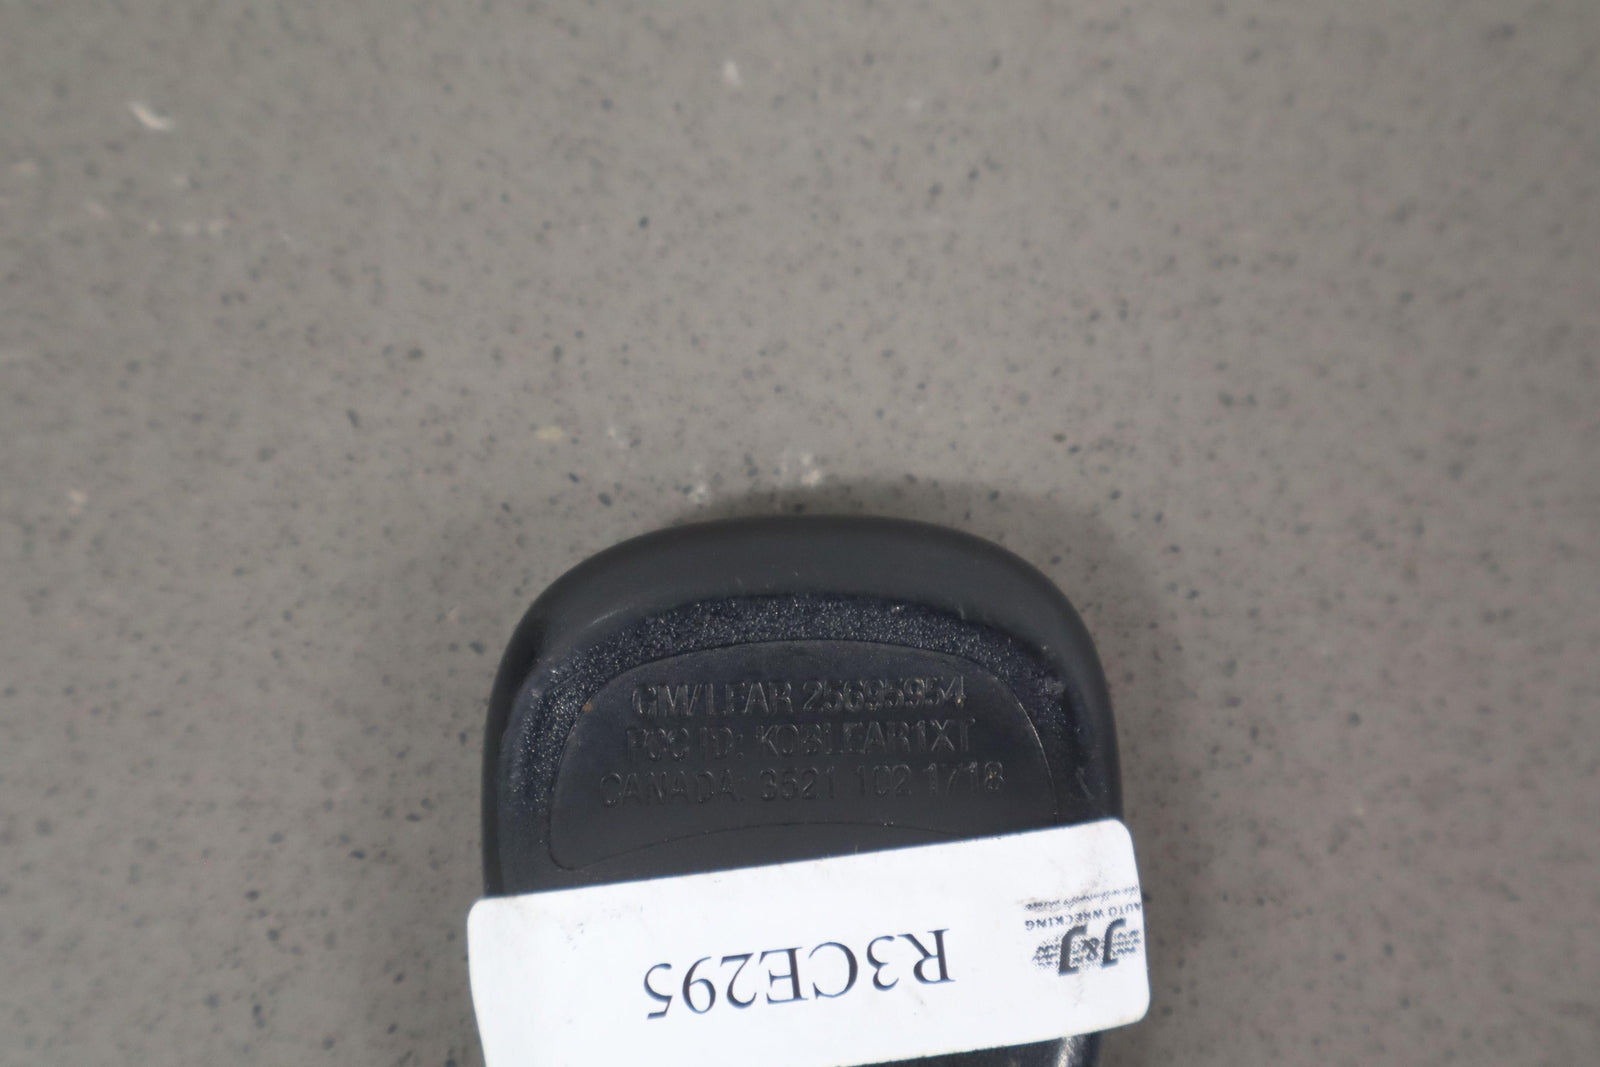 GM/LEAR 25695954
FCC ID: KOBLEAR1XT
CANADA: 3521 102 1718
J&J
AUTO WRECKING
R3CE295